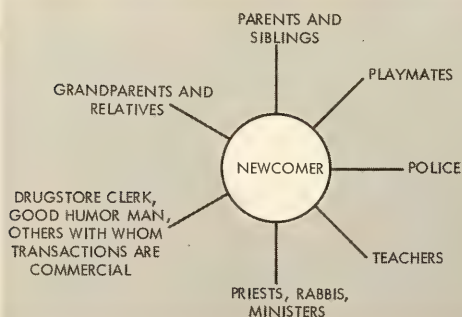 PARENTS AND
SIBLINGS
PLAYMATES
GRANDPARENTS AND
RELATIVES
NEWCOMER
POLICE
DRUGSTORE CLERK,
GOOD HUMOR MAN,
OTHERS WITH WHOM
TRANSACTIONS ARE
COMMERCIAL
TEACHERS
PRIESTS, RABBIS,
MINISTERS